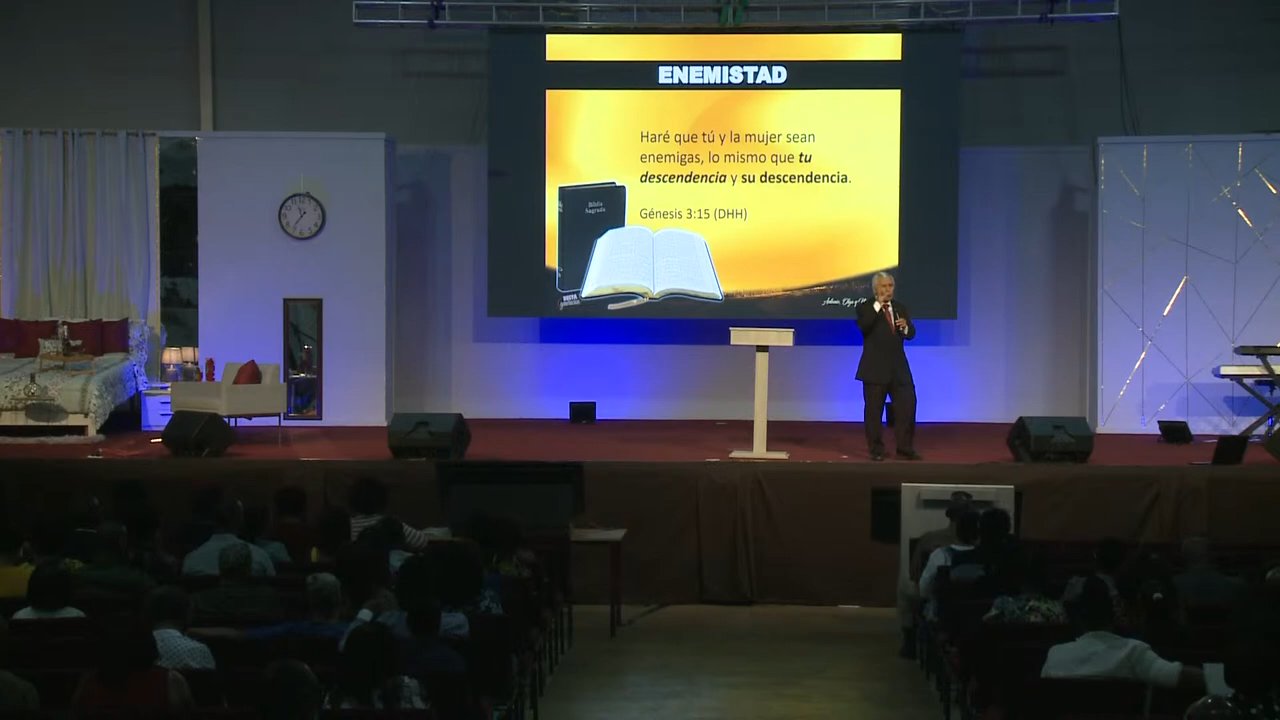 ENEMISTAD
Haré que tú y la mujer sean
enemigas, lo mismo que tu
descendencia y su descendencia.
Génesis 3:15 (DHH)
Biblia
Sagrada